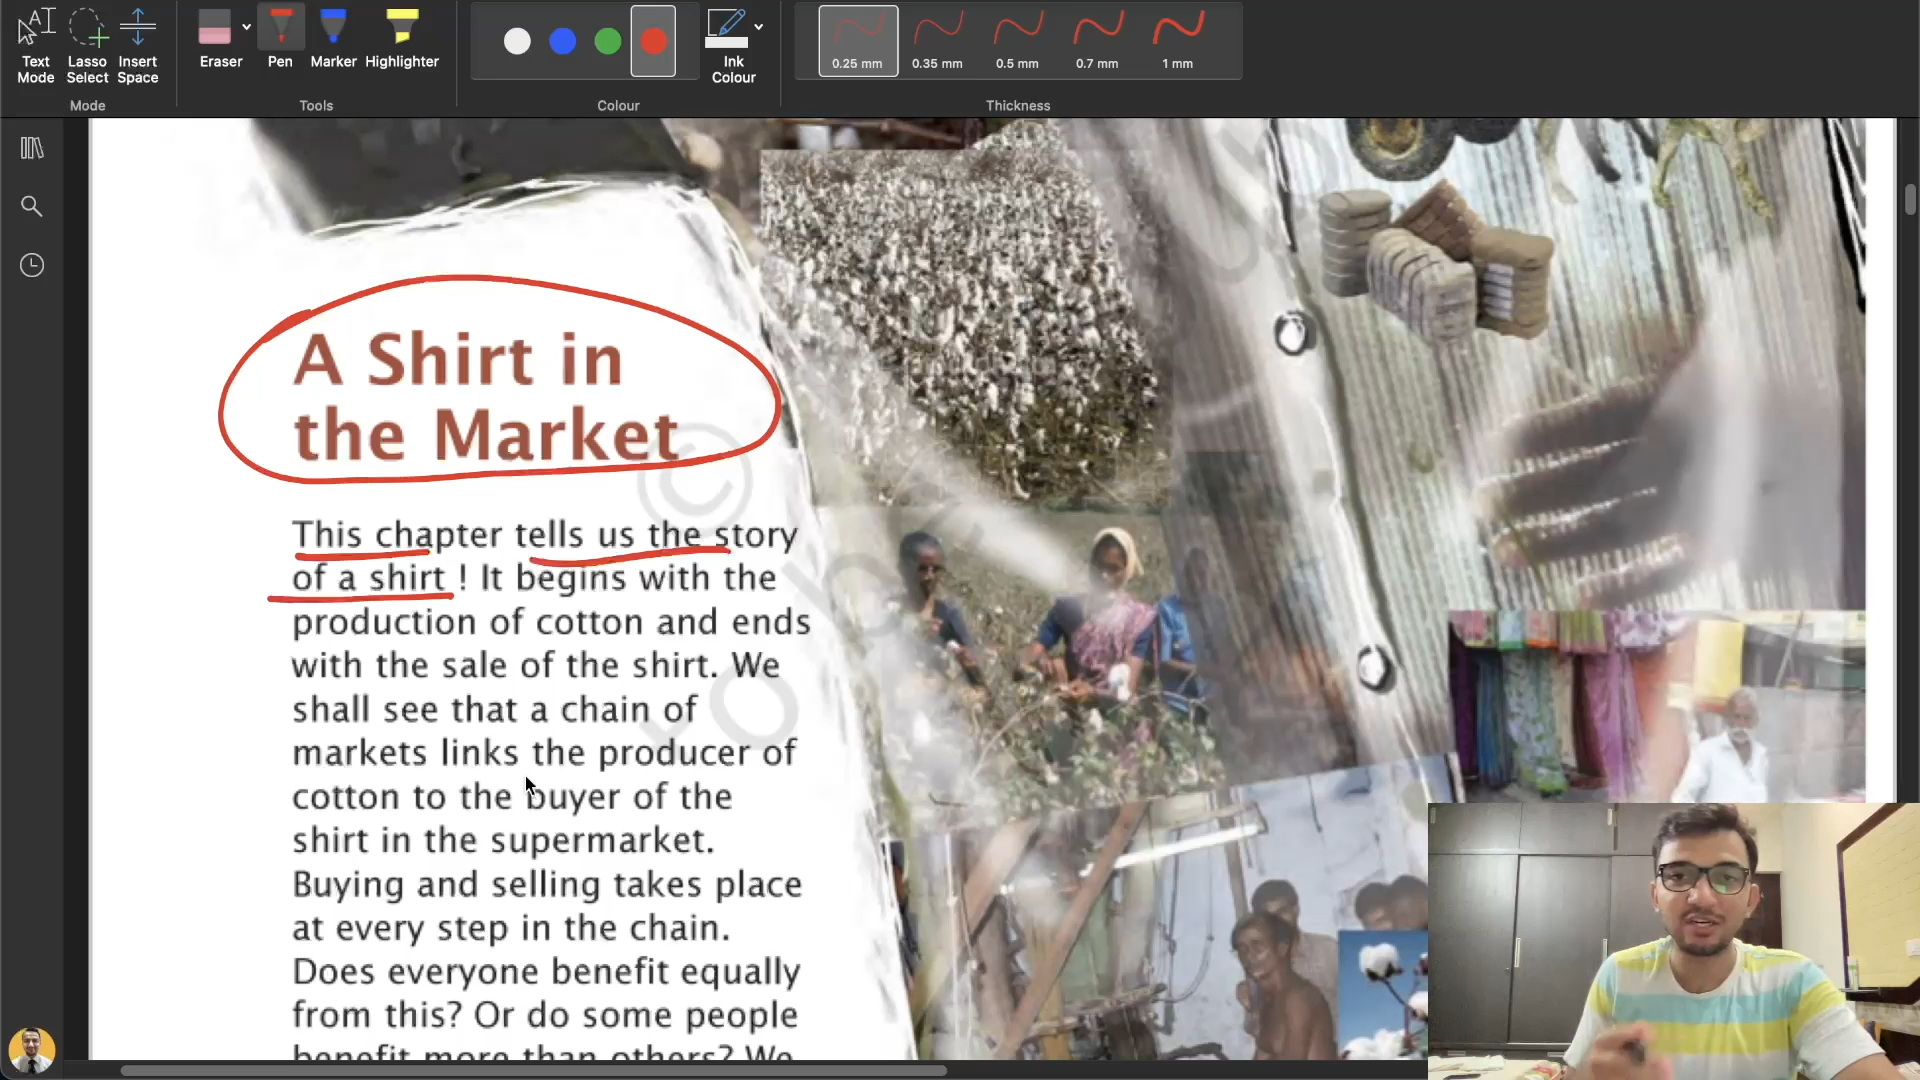 Text Mode
Lasso Select
Insert Space
Mode
Eraser
Pen
Marker
Highlighter
Tools
Colour
Ink Colour
0.25 mm
0.35 mm
0.5 mm
0.7 mm
1 mm
Thickness
A Shirt in
the Market
This chapter tells us the story
of a shirt ! It begins with the
production of cotton and ends
with the sale of the shirt. We
shall see that a chain of
markets links the producer of
cotton to the buyer of the
shirt in the supermarket.
Buying and selling takes place
at every step in the chain.
Does everyone benefit equally
from this? Or do some people
benefit more than others? We